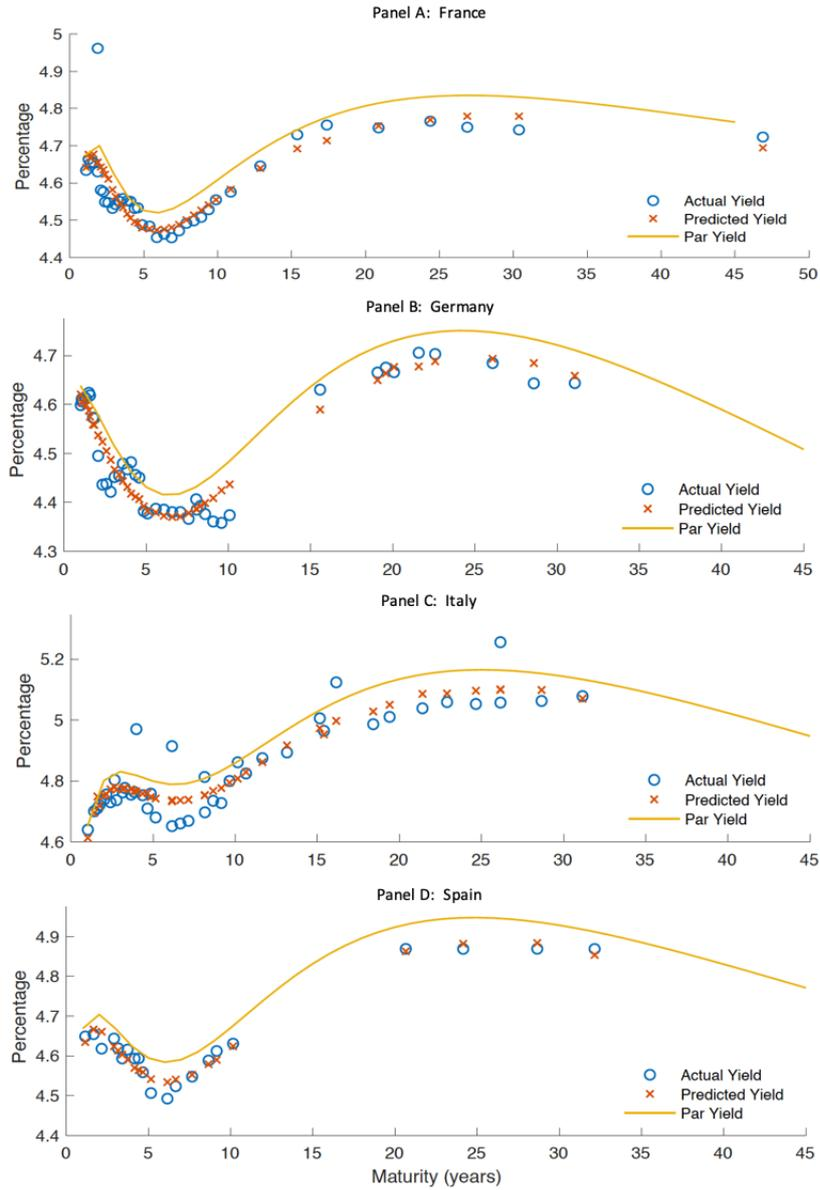 Panel A: France
5
4.9
4.8
4.7
4.6
4.5
4.4
Percentage
Actual Yield
Predicted Yield
Par Yield
0 5 10 15 20 25 30 35 40 45 50
Panel B: Germany
4.7
4.6
4.5
4.4
4.3
Percentage
Actual Yield
Predicted Yield
Par Yield
0 5 10 15 20 25 30 35 40 45
Panel C: Italy
5.2
5
4.8
4.6
Percentage
Actual Yield
Predicted Yield
Par Yield
0 5 10 15 20 25 30 35 40 45
Panel D: Spain
4.9
4.8
4.7
4.6
4.5
4.4
Percentage
Actual Yield
Predicted Yield
Par Yield
0 5 10 15 20 25 30 35 40 45
Maturity (years)